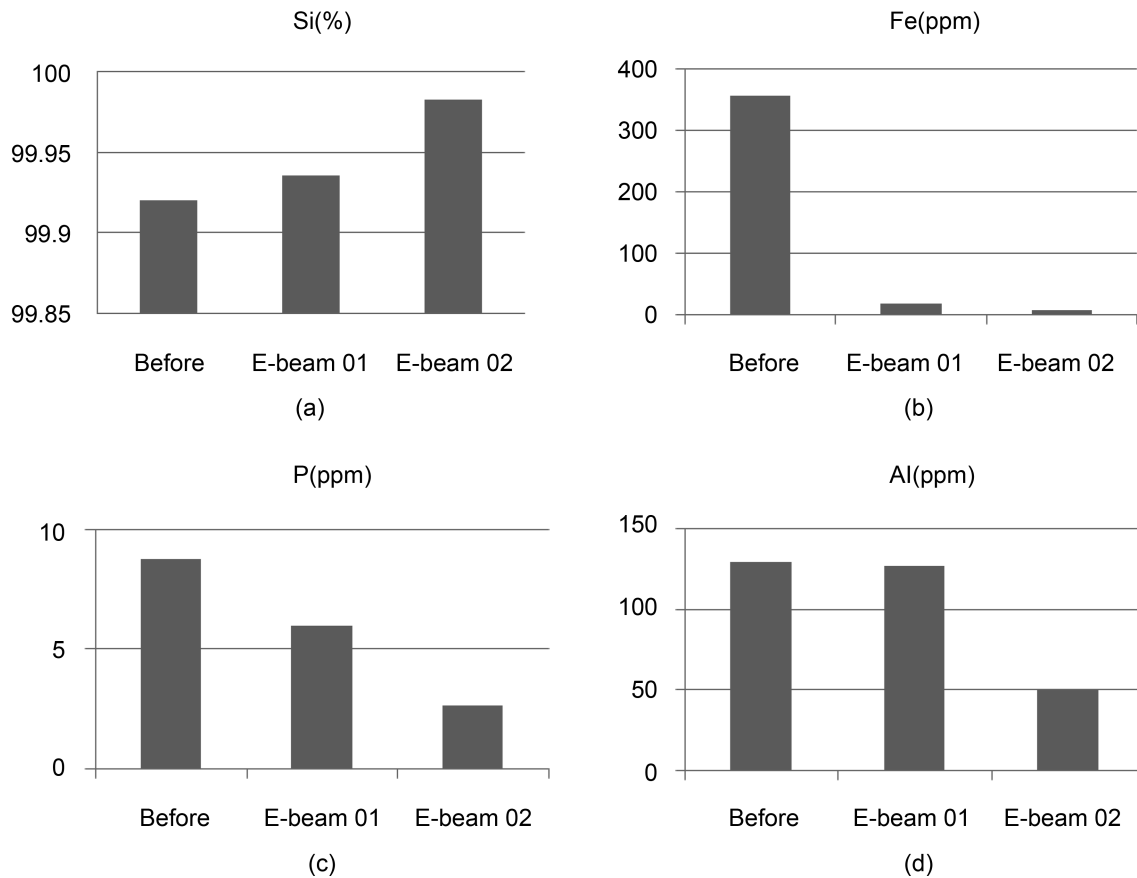 Si(%)
100
99.95
99.9
99.85
Before E-beam 01 E-beam 02
(a)
Fe(ppm)
400
300
200
100
0
Before E-beam 01 E-beam 02
(b)
P(ppm)
10
5
0
Before E-beam 01 E-beam 02
(c)
Al(ppm)
150
100
50
0
Before E-beam 01 E-beam 02
(d)